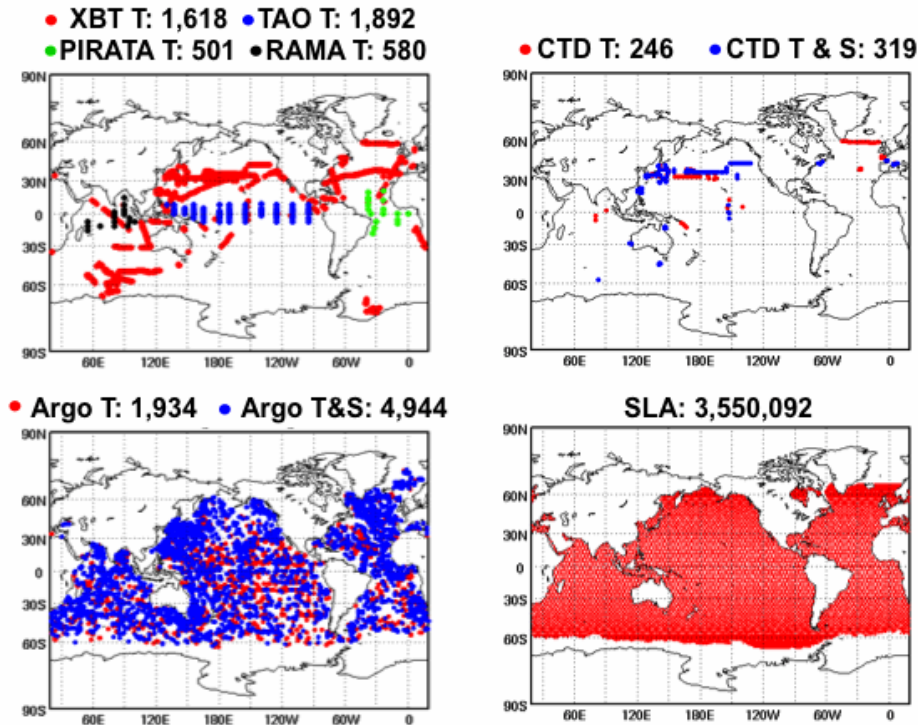 XBT T: 1,618 TAO T: 1,892
PIRATA T: 501 RAMA T: 580
90N
60N
30N
0
30S
60S
90S
60E 120E 180E 120W 60W 0
CTD T: 246 CTD T & S: 319
90N
60N
30N
0
30S
60S
90S
60E 120E 180E 120W 60W 0
Argo T: 1,934 Argo T&S: 4,944
90N
60N
30N
0
30S
60S
90S
60E 120E 180E 120W 60W 0
SLA: 3,550,092
90N
60N
30N
0
30S
60S
90S
60E 120E 180E 120W 60W 0